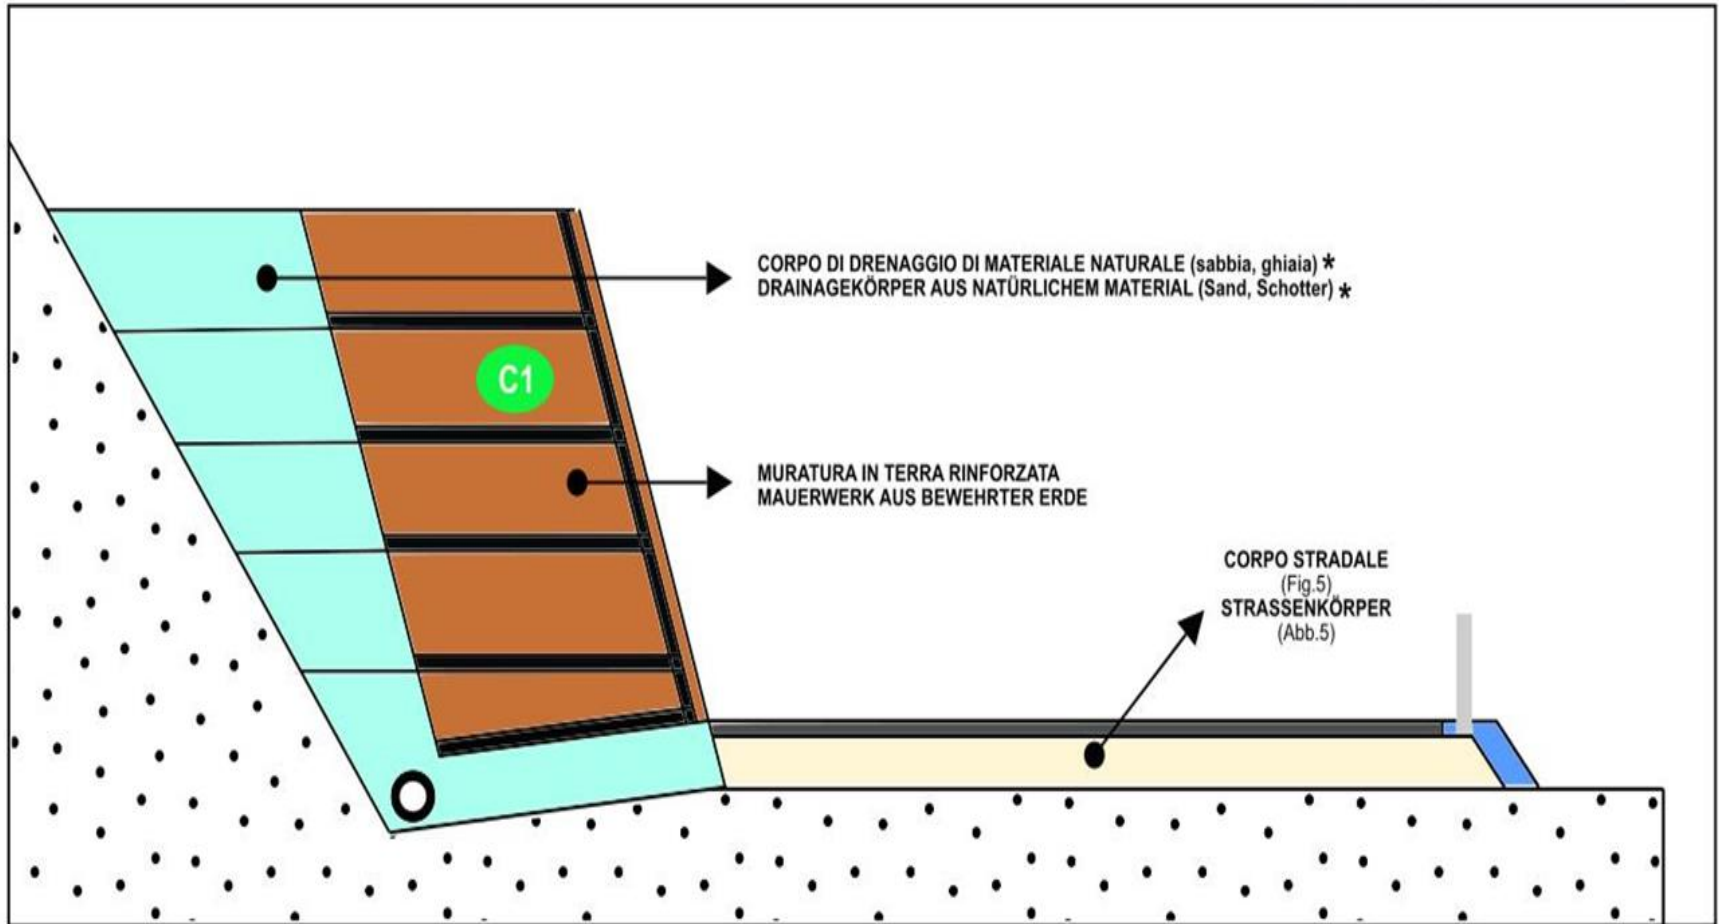 CORPO DI DRENAGGIO DI MATERIALE NATURALE (sabbia, ghiaia) *
DRAINAGEKÖRPER AUS NATÜRLICHEM MATERIAL (Sand, Schotter) *
C1
MURATURA IN TERRA RINFORZATA
MAUERWERK AUS BEWEHRTER ERDE
CORPO STRADALE
(Fig.5)
STRASSENKÖRPER
(Abb.5)